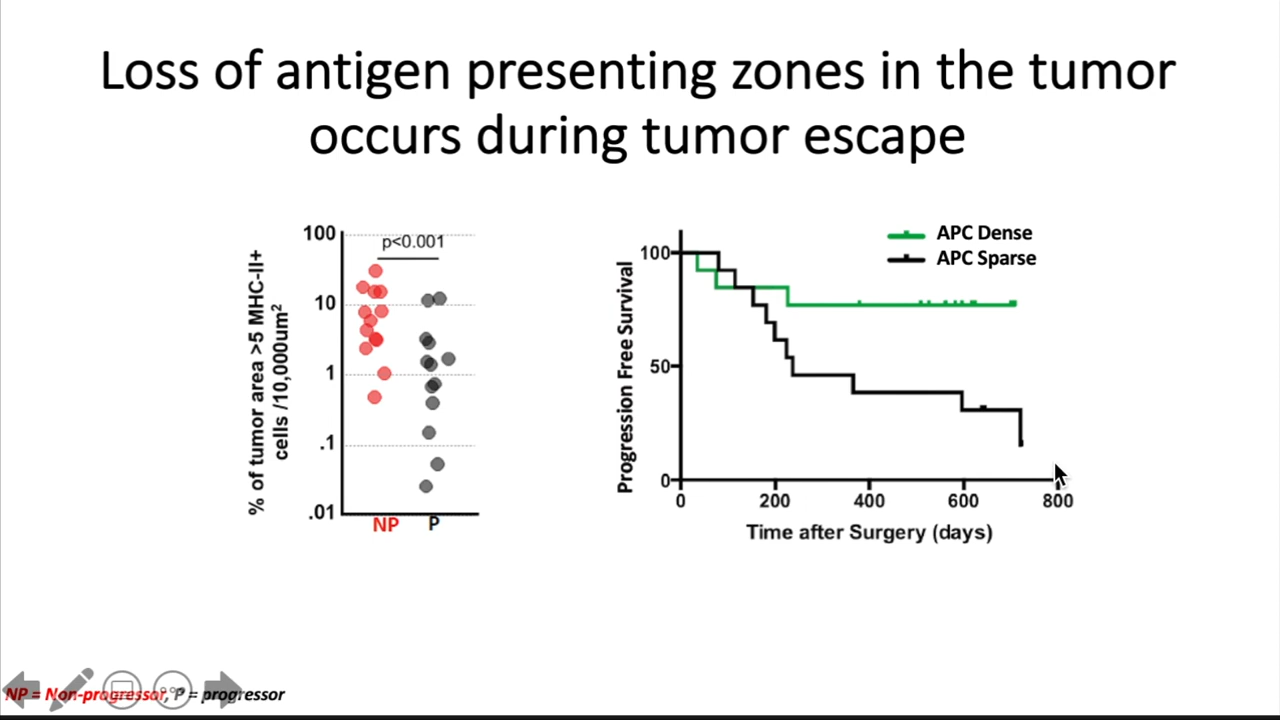 Loss of antigen presenting zones in the tumor
occurs during tumor escape
% of tumor area >5 MHC-II+
cells /10,000um²
100
10
1
.1
.01
p<0.001
NP
P
APC Dense
APC Sparse
Progression Free Survival
100
50
0
0
200
400
600
800
Time after Surgery (days)
NP = Non-progressor, P = progressor